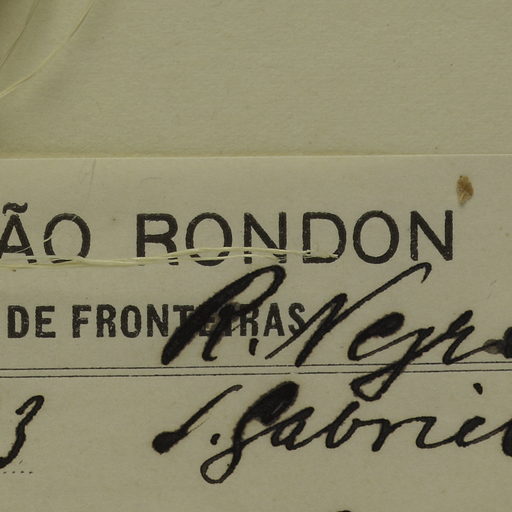 ÃO RONDON
DE FRONTEIRAS
R. Negro
3 S. Gabriel